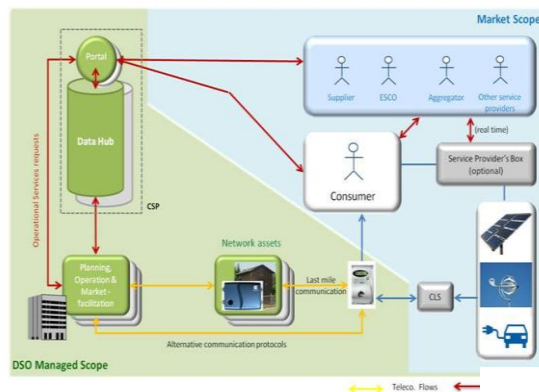 Market Scope
Portal
Supplier
ESCO
Aggregator
Other service
providers
(real time)
Data Hub
Service Provider's Box
(optional)
Consumer
Operational Services requests
CSP
Network assets
Planning,
Operation &
Market -
facilitation
Last mile
communication
CLS
Alternative communication protocols
DSO Managed Scope
Teleco. Flows